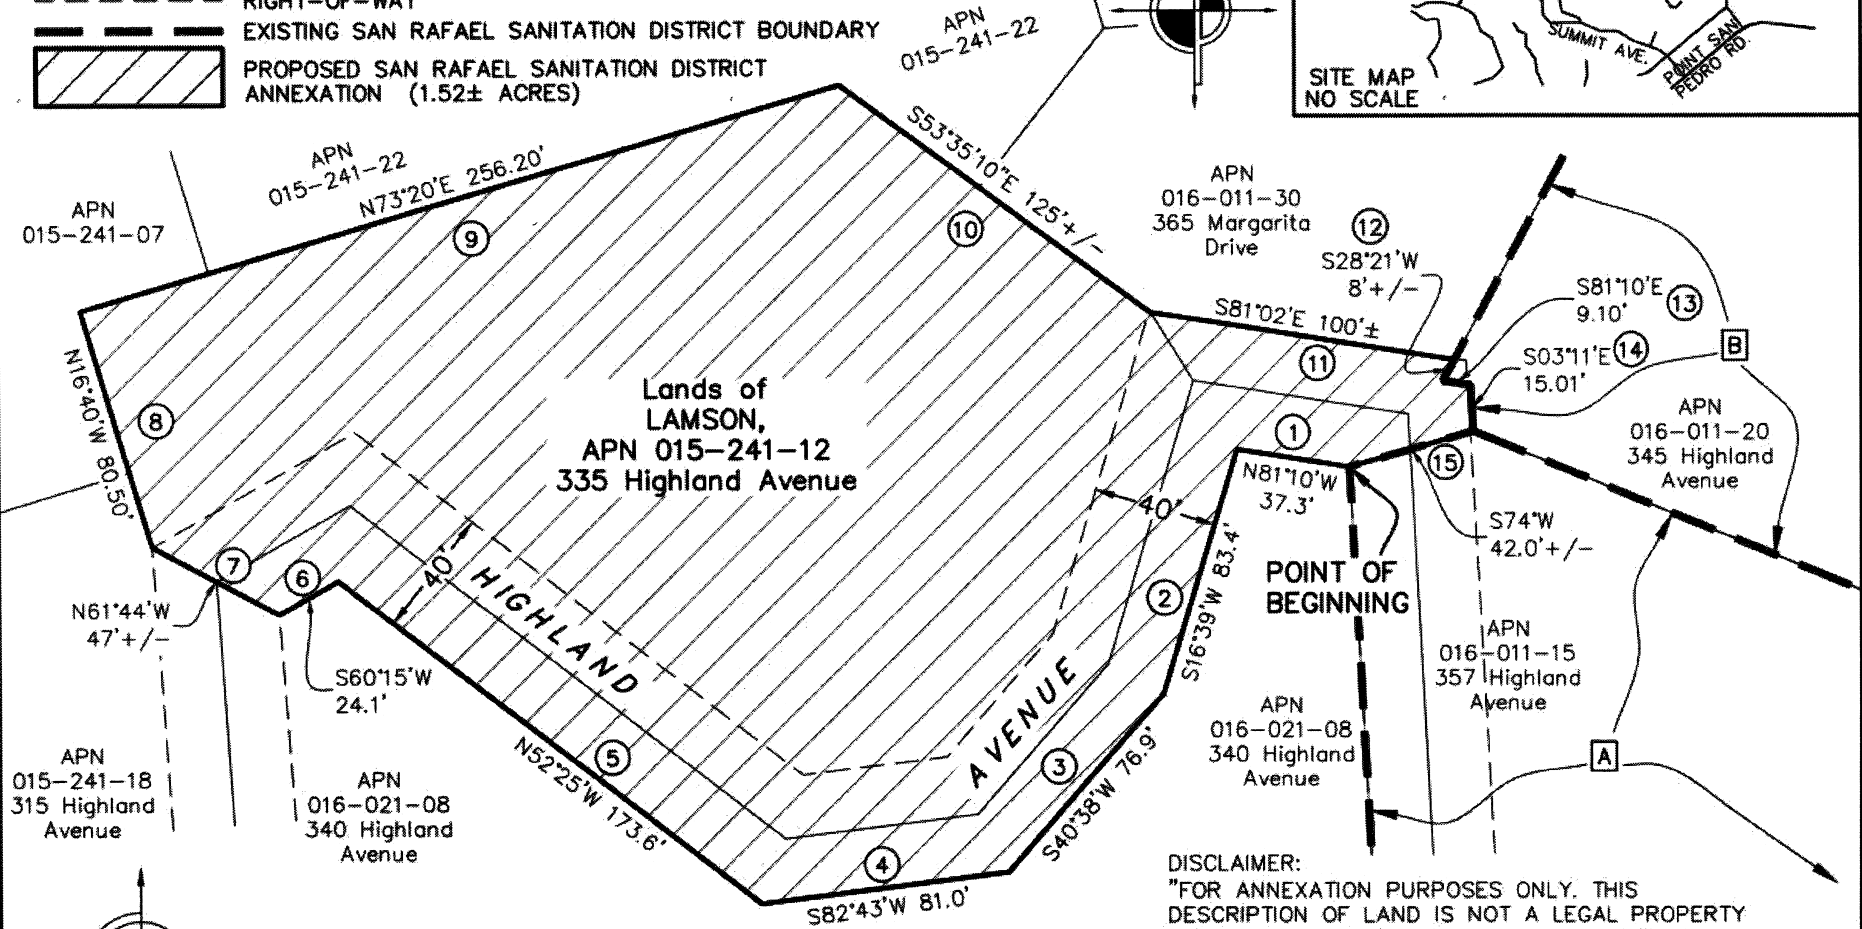 RIGHT-OF-WAY
EXISTING SAN RAFAEL SANITATION DISTRICT BOUNDARY
PROPOSED SAN RAFAEL SANITATION DISTRICT
ANNEXATION (1.52± ACRES)
APN
015-241-22
SUMMIT AVE.
POINT SAN
PEDRO RD.
SITE MAP
NO SCALE
APN
015-241-07
APN
015-241-22
N73°20'E 256.20'
9
S53°35'10"E 125'+/-
10
APN
016-011-30
365 Margarita
Drive
12
S28°21'W
8'+/-
S81°10'E
9.10'
13
S03°11'E
15.01'
14
B
S81°02'E 100'±
11
N16°40'W 80.50'
8
Lands of
LAMSON,
APN 015-241-12
335 Highland Avenue
1
N81°10'W
37.3'
15
APN
016-011-20
345 Highland
Avenue
S74°W
42.0'+/-
40'
POINT OF
BEGINNING
2
S16°39'W 83.4'
7
6
N61°44'W
47'+/-
S60°15'W
24.1'
40'
HIGHLAND
AVENUE
APN
016-011-15
357 Highland
Avenue
APN
016-021-08
340 Highland
Avenue
A
APN
015-241-18
315 Highland
Avenue
APN
016-021-08
340 Highland
Avenue
5
N52°25'W 173.6'
3
S40°38'W 76.9'
4
S82°43'W 81.0'
DISCLAIMER:
"FOR ANNEXATION PURPOSES ONLY. THIS
DESCRIPTION OF LAND IS NOT A LEGAL PROPERTY